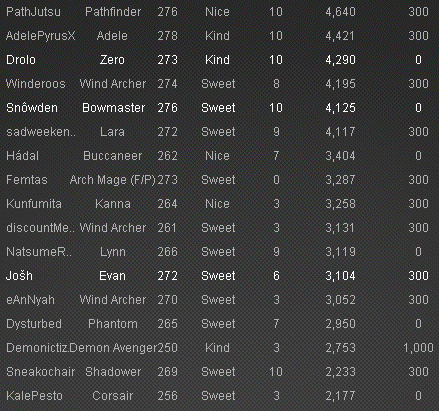 PathJutsu Pathfinder 276 Nice 10 4,640 300
AdelePyrusX Adele 278 Kind 10 4,421 300
Drolo Zero 273 Kind 10 4,290 0
Winderoos Wind Archer 274 Sweet 8 4,195 300
Snôwden Bowmaster 276 Sweet 10 4,125 0
sadweeken.. Lara 272 Sweet 9 4,117 300
Hádal Buccaneer 262 Nice 7 3,404 0
Femtas Arch Mage (F/P) 273 Sweet 0 3,287 300
Kunfumita Kanna 264 Nice 3 3,258 300
discountMe.. Wind Archer 261 Sweet 3 3,131 300
NatsumeR.. Lynn 266 Sweet 9 3,119 0
Došh Evan 272 Sweet 6 3,104 300
eAnNyah Wind Archer 270 Sweet 3 3,052 300
Dysturbed Phantom 265 Sweet 7 2,950 0
Demonictiz.. Demon Avenger 250 Kind 3 2,753 1,000
Sneakochair Shadower 269 Sweet 10 2,233 300
KalePesto Corsair 256 Sweet 3 2,177 0